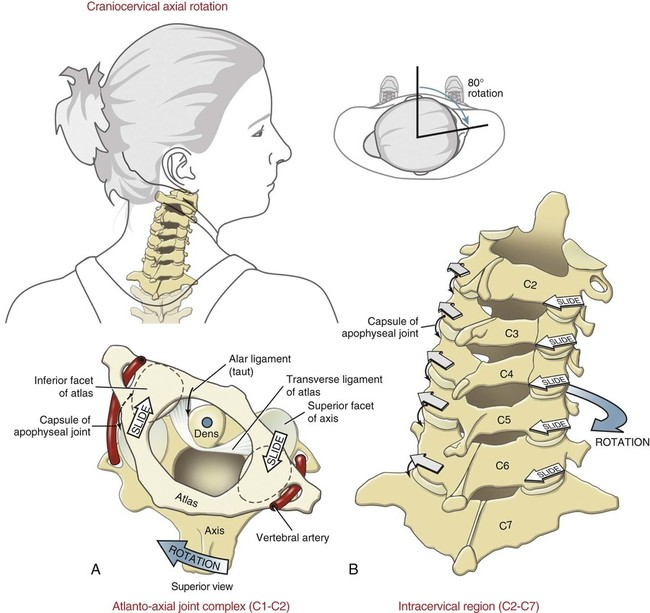 Craniocervical axial rotation
80°
rotation
C2
SLIDE
C3
SLIDE
Capsule of
apophyseal joint
C4
SLIDE
C5
SLIDE
ROTATION
C6
SLIDE
C7
B
Intracervical region (C2-C7)
Alar ligament
(taut)
Inferior facet
of atlas
Transverse ligament
of atlas
Superior facet
of axis
Capsule of
apophyseal joint
SLIDE
Dens
SLIDE
Atlas
Axis
Vertebral artery
ROTATION
A
Superior view
Atlanto-axial joint complex (C1-C2)